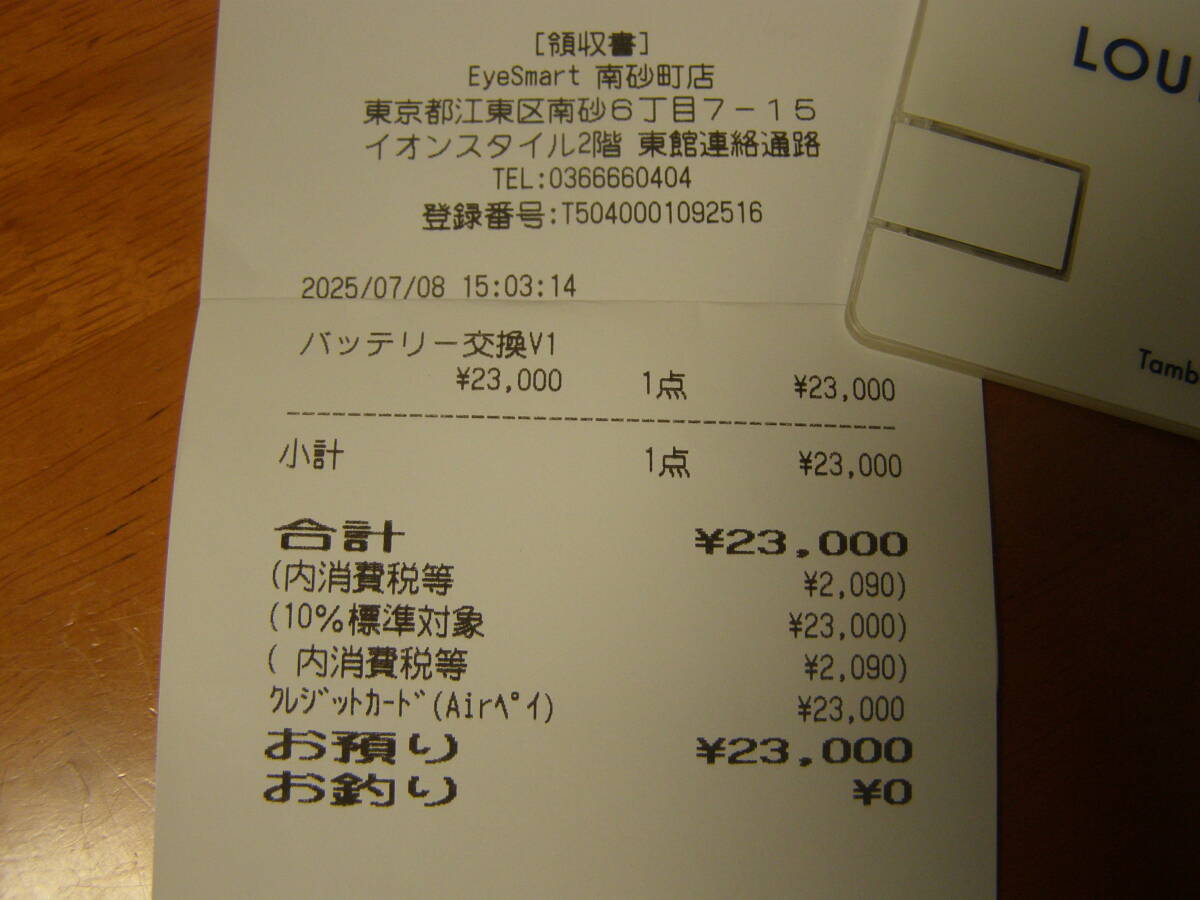 [領収書]
EyeSmart 南砂町店
東京都江東区南砂6丁目7-15
イオンスタイル2階 東館連絡通路
TEL:0366660404
登録番号:T5040001092516
2025/07/08 15:03:14
バッテリー交換V1
¥23,000 1点 ¥23,000
小計 1点 ¥23,000
合計 ¥23,000
(内消費税等 ¥2,090)
(10%標準対象 ¥23,000)
( 内消費税等 ¥2,090)
クレジットカード(Airペイ) ¥23,000
お預り ¥23,000
お釣り ¥0
LOU
Tamb